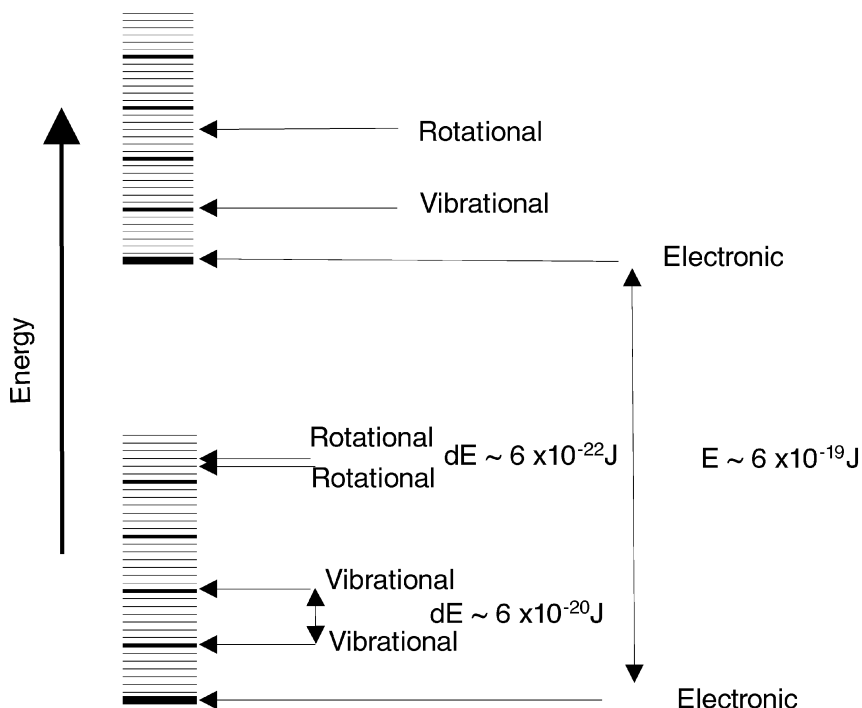 Rotational
Vibrational
Electronic
Energy
Rotational
dE ~ 6 x10⁻²²J
E ~ 6 x10⁻¹⁹J
Rotational
Vibrational
dE ~ 6 x10⁻²⁰J
Vibrational
Electronic